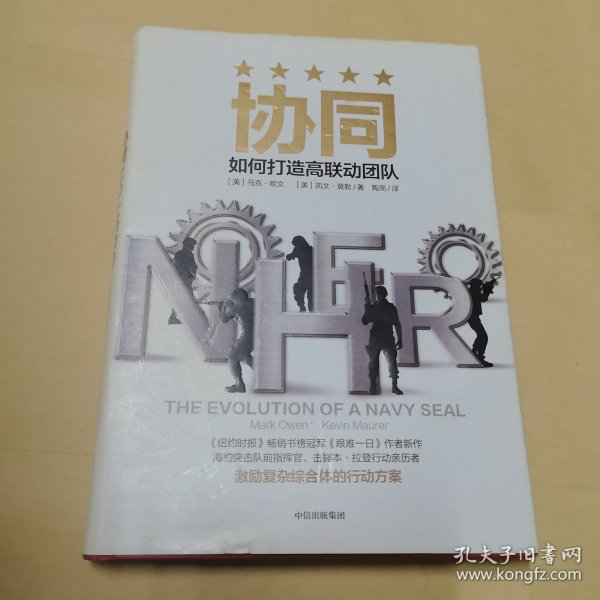 协同
如何打造高联动团队
[美]马克·欧文 [美]凯文·莫勒/著 陶亮/译
NO HERO
THE EVOLUTION OF A NAVY SEAL
Mark Owen Kevin Maurer
《纽约时报》畅销书榜冠军《艰难一日》作者新作
海豹突击队前指挥官、击毙本·拉登行动亲历者
激励复杂综合体的行动方案
中信出版集团
孔夫子旧书网
www.kongfz.com